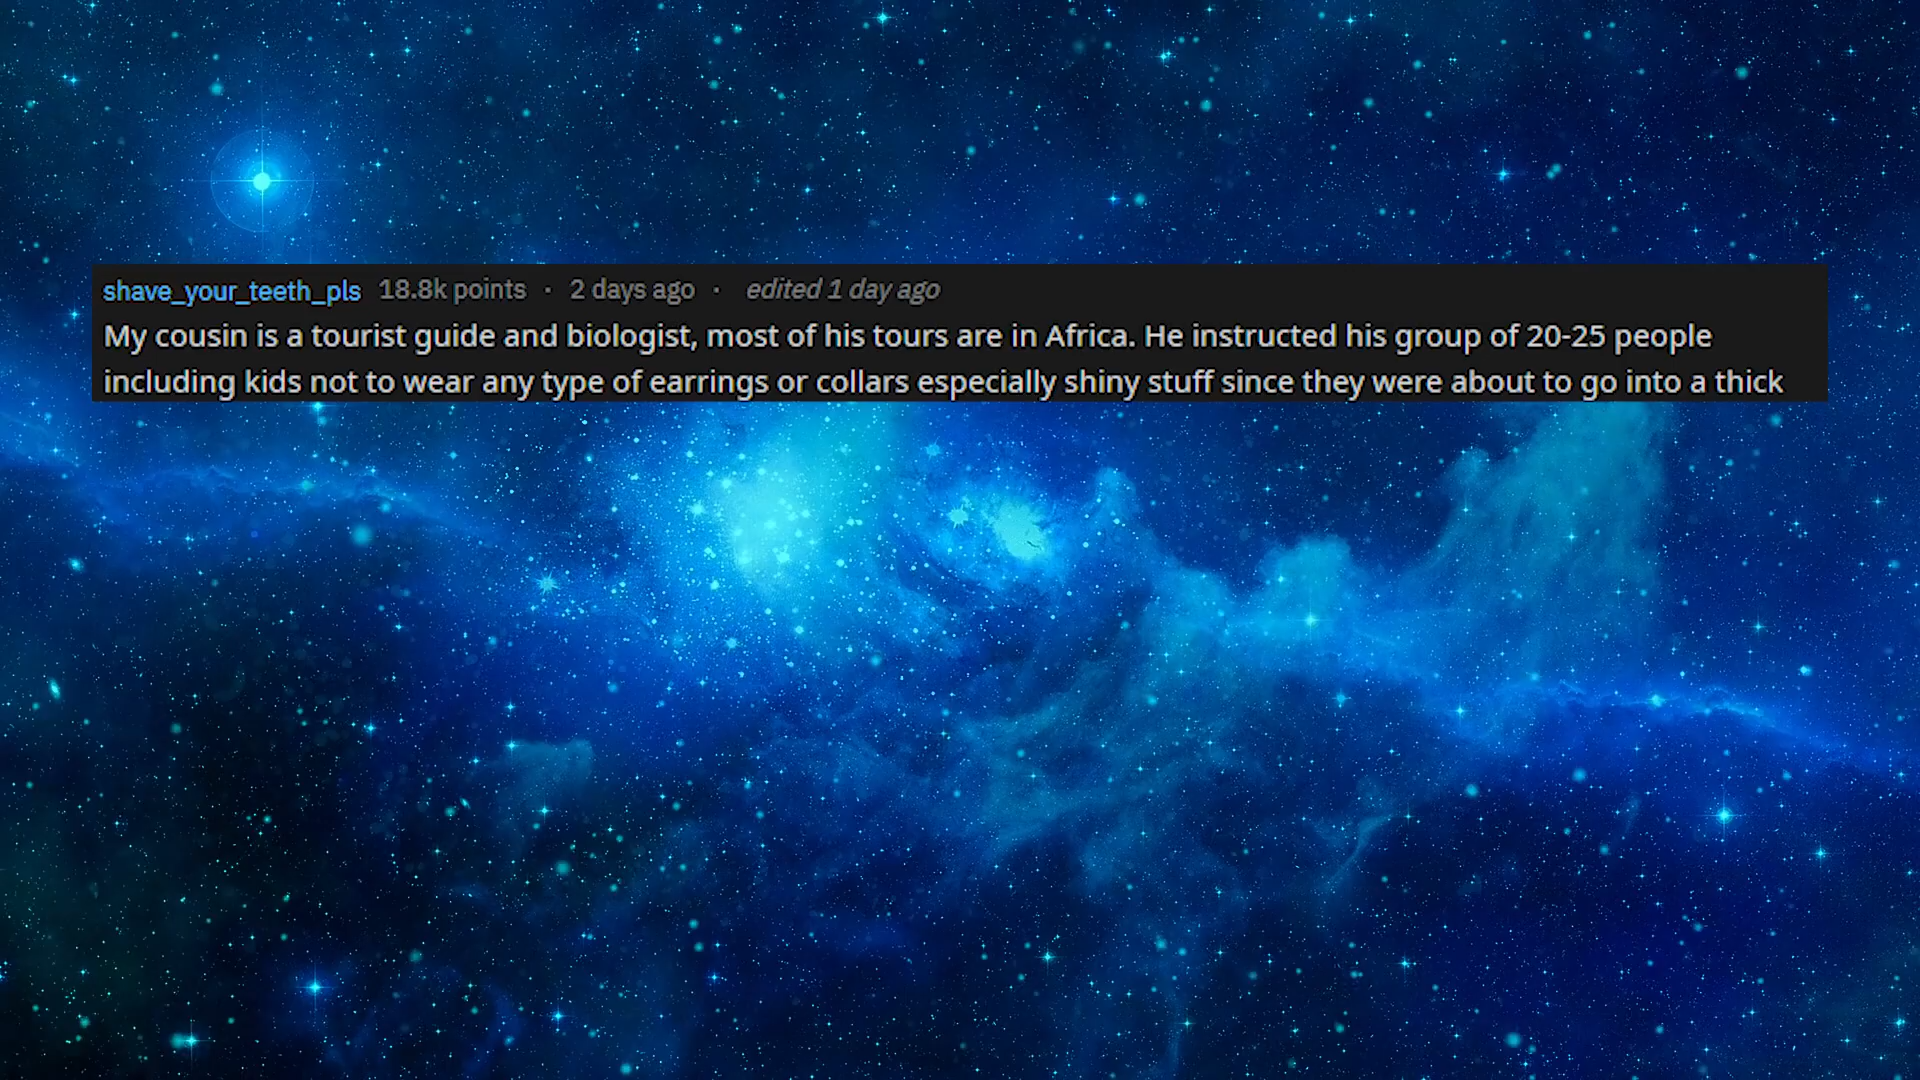 shave_your_teeth_pls 18.8k points · 2 days ago · edited 1 day ago
My cousin is a tourist guide and biologist, most of his tours are in Africa. He instructed his group of 20-25 people
including kids not to wear any type of earrings or collars especially shiny stuff since they were about to go into a thick